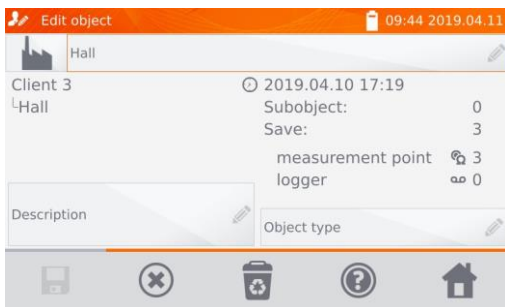 Edit object
09:44 2019.04.11
Hall
Client 3
└Hall
2019.04.10 17:19
Subobject: 0
Save: 3
measurement point 3
logger 0
Description
Object type